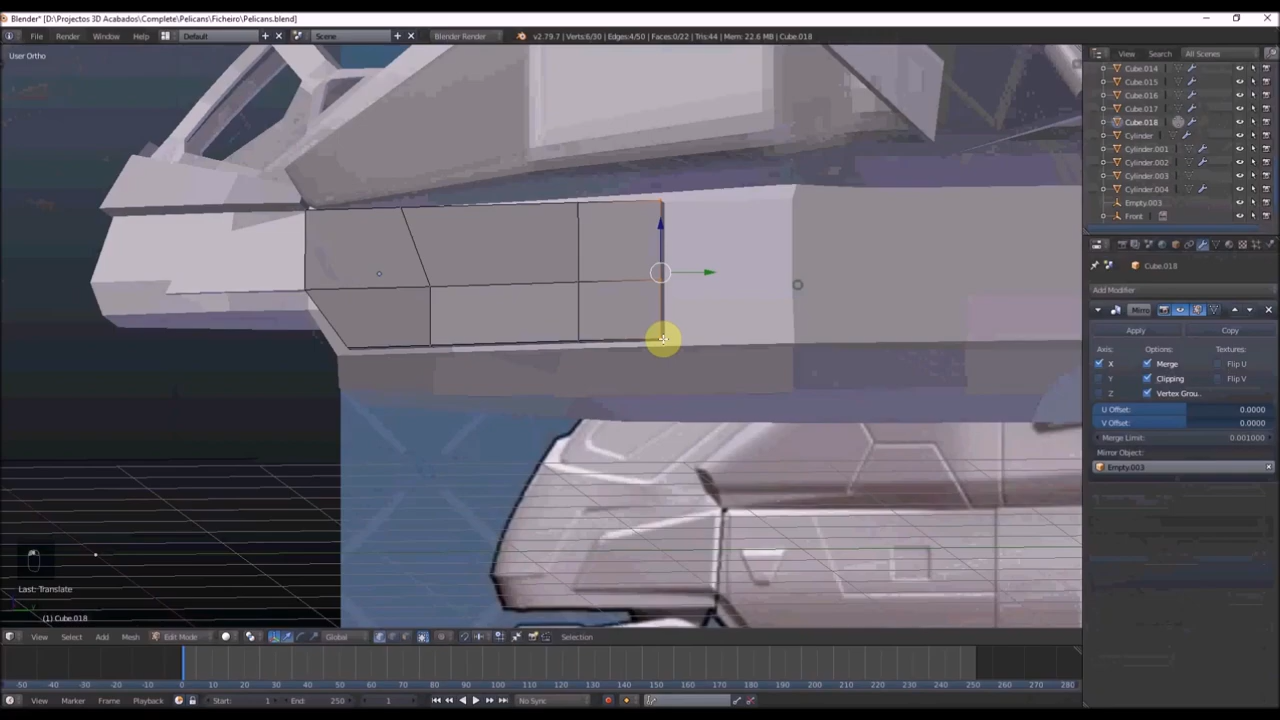 Blender* [D:\Projectos 3D Acabados\Complete\Pelicans\Ficheiro\Pelicans.blend]
File Render Window Help Default Scene Blender Render v2.79.7 | Verts:6/30 | Edges:4/50 | Faces:0/22 | Tris:44 | Mem: 22.6 MB | Cube.018
View Search All Scenes
User Ortho
Cube.014
Cube.015
Cube.016
Cube.017
Cube.018
Cylinder
Cylinder.001
Cylinder.002
Cylinder.003
Cylinder.004
Empty.003
Front
Cube.018
Add Modifier
Mirro
Apply Copy
Axis: Options: Textures:
X Merge Flip U
Y Clipping Flip V
Z Vertex Grou..
U Offset: 0.0000
V Offset: 0.0000
Merge Limit: 0.001000
Mirror Object:
Empty.003
Last: Translate
(1) Cube.018
View Select Add Mesh Edit Mode Global Selection
-50 -40 -30 -20 -10 0 10 20 30 40 50 60 70 80 90 100 110 120 130 140 150 160 170 180 190 200 210 220 230 240 250 260 270 280
View Marker Frame Playback Start: 1 End: 250 1 No Sync